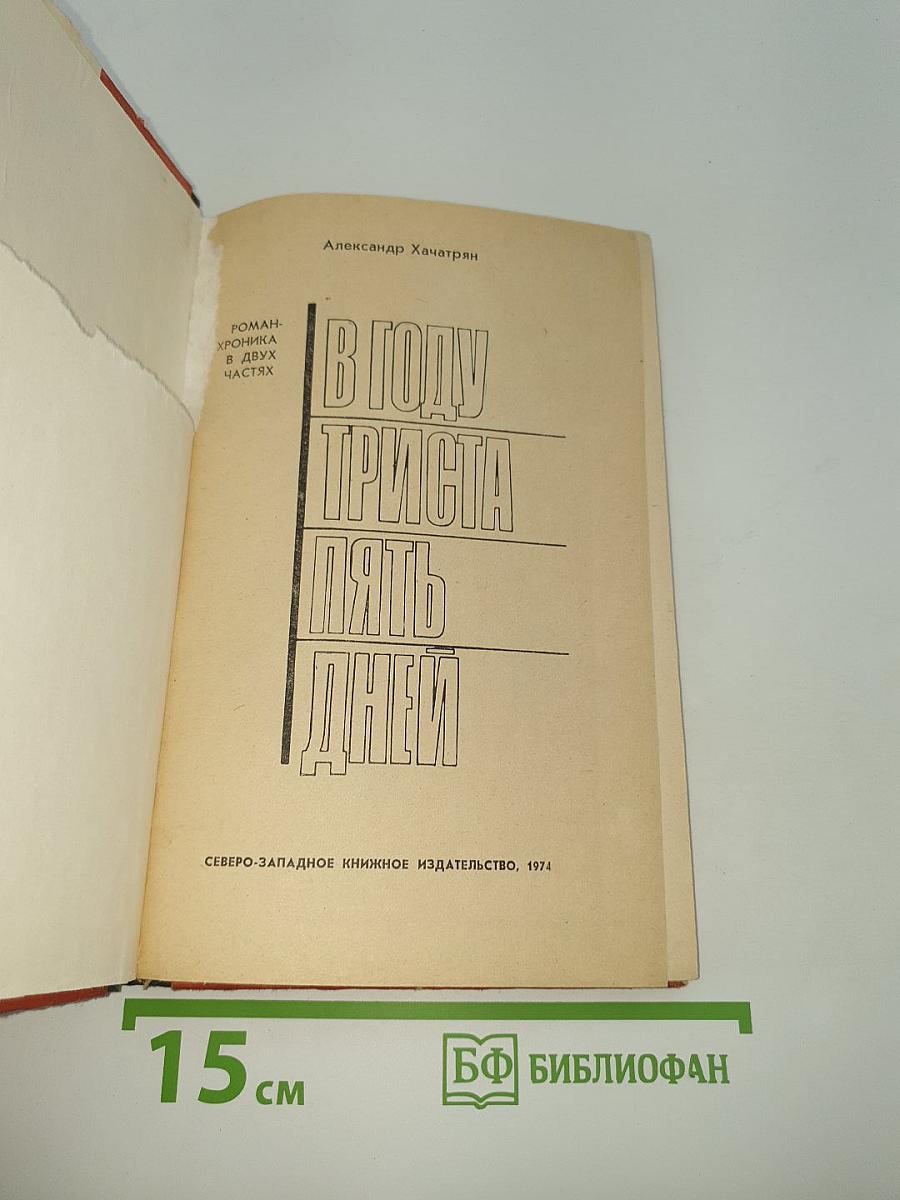 Александр Хачатрян
РОМАН-
ХРОНИКА
В ДВУХ
ЧАСТЯХ
В ГОДУ
ТРИСТА
ПЯТЬ
ДНЕЙ
СЕВЕРО-ЗАПАДНОЕ КНИЖНОЕ ИЗДАТЕЛЬСТВО, 1974
15 см
БФ БИБЛИОФАН